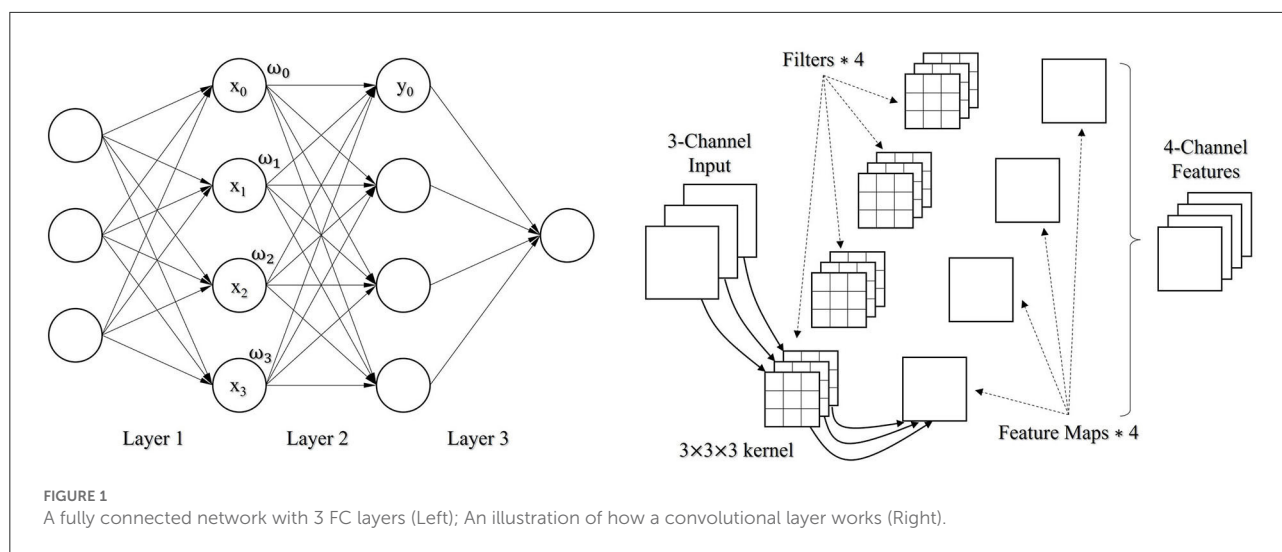 ω₀
x₀
y₀
ω₁
x₁
ω₂
x₂
ω₃
x₃
Layer 1
Layer 2
Layer 3
Filters * 4
3-Channel
Input
4-Channel
Features
3×3×3 kernel
Feature Maps * 4
FIGURE 1
A fully connected network with 3 FC layers (Left); An illustration of how a convolutional layer works (Right).